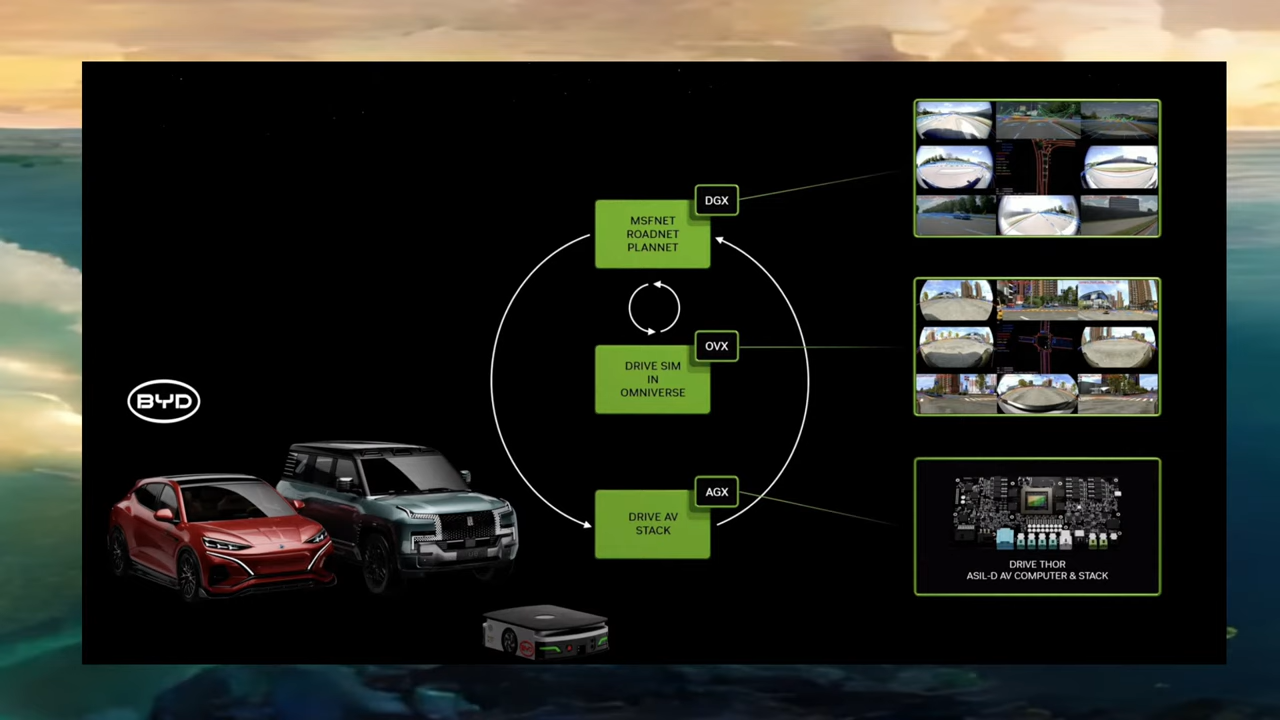 DGX
MSFNET
ROADNET
PLANNET
OVX
DRIVE SIM
IN
OMNIVERSE
BYD
AGX
DRIVE AV
STACK
DRIVE THOR
ASIL-D AV COMPUTER & STACK